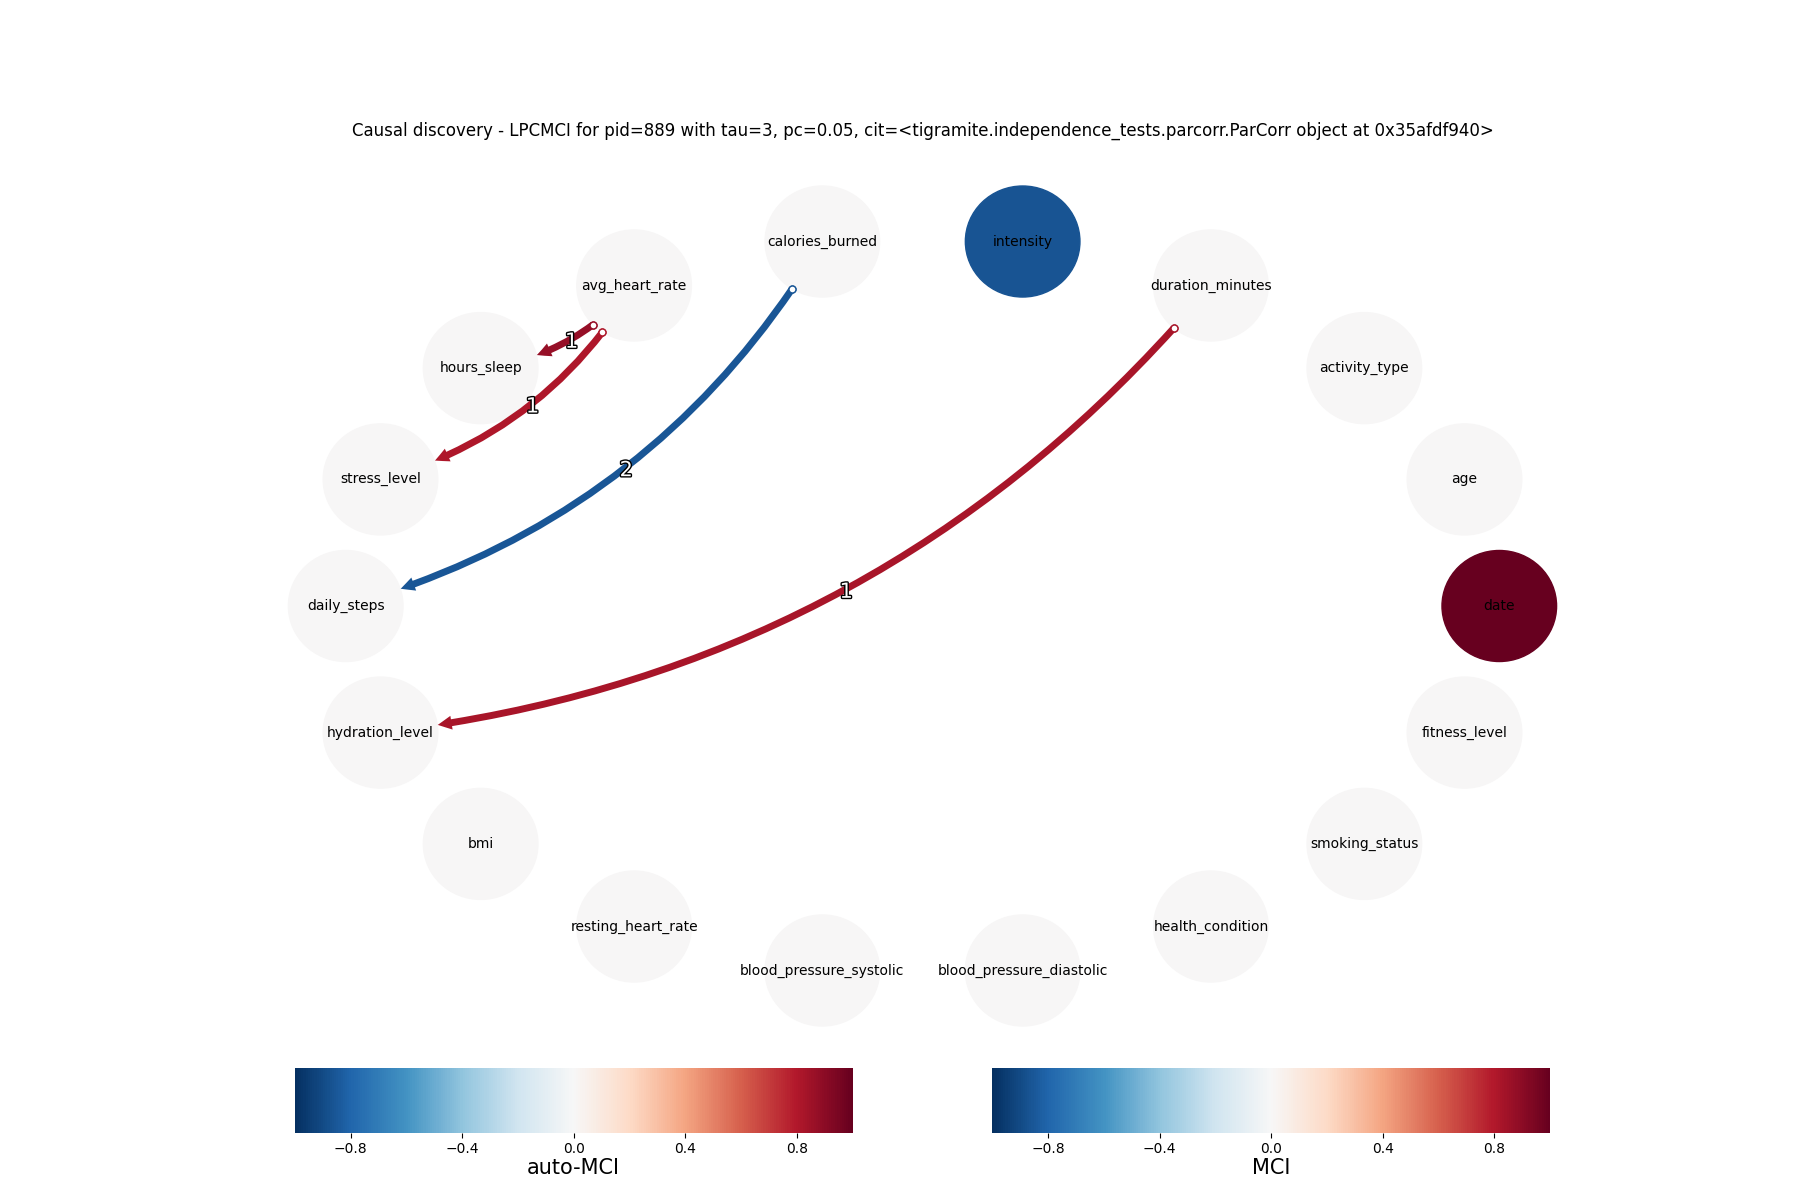 Causal discovery - LPCMCI for pid=889 with tau=3, pc=0.05, cit=<tigramite.independence_tests.parcorr.ParCorr object at 0x35afdf940>
calories_burned
intensity
avg_heart_rate
duration_minutes
1
hours_sleep
activity_type
1
2
stress_level
age
1
daily_steps
date
hydration_level
fitness_level
bmi
smoking_status
resting_heart_rate
health_condition
blood_pressure_systolic
blood_pressure_diastolic
−0.8 −0.4 0.0 0.4 0.8
auto-MCI
−0.8 −0.4 0.0 0.4 0.8
MCI